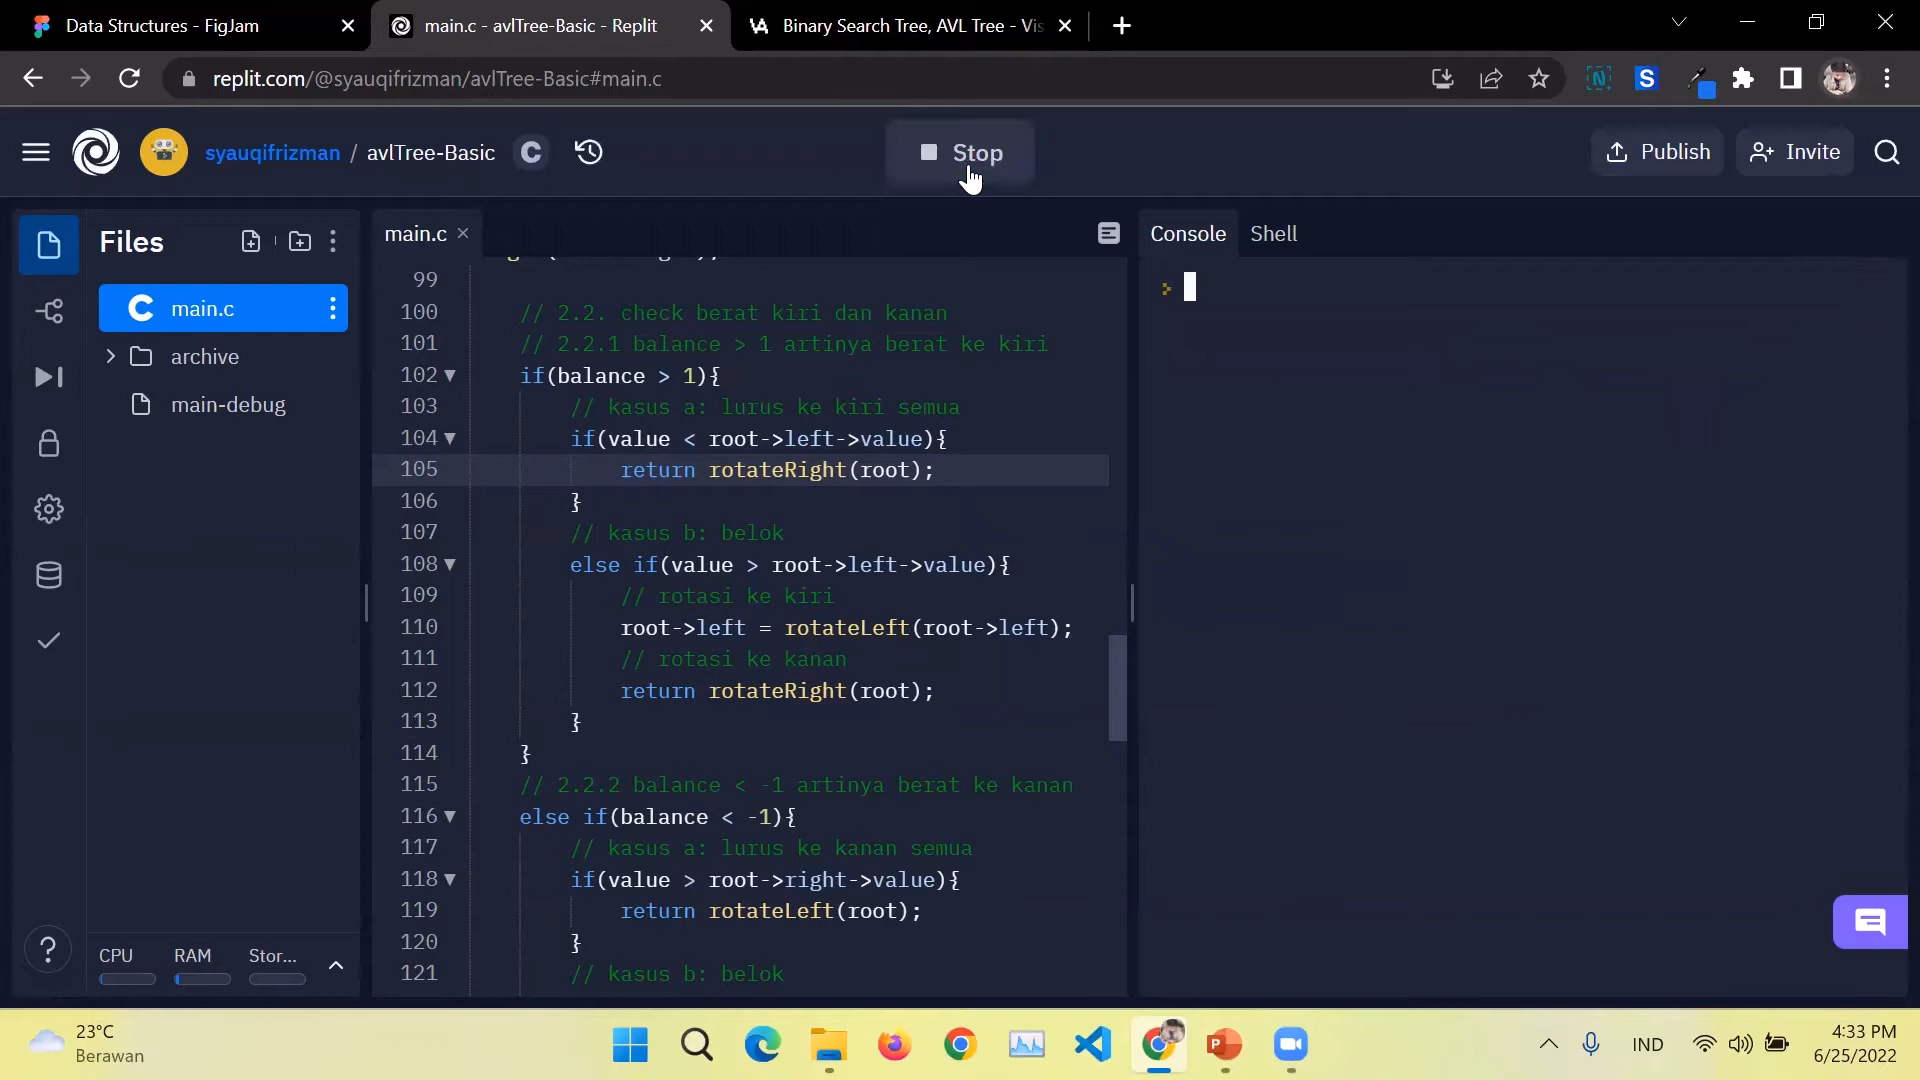 Data Structures - FigJam
main.c - avlTree-Basic - Replit
Binary Search Tree, AVL Tree - Vis
replit.com/@syauqifrizman/avlTree-Basic#main.c
syauqifrizman / avlTree-Basic
Stop
Publish
Invite
Files
main.c
Console
Shell
main.c
archive
main-debug
99
100 // 2.2. check berat kiri dan kanan
101 // 2.2.1 balance > 1 artinya berat ke kiri
102 if(balance > 1){
103 // kasus a: lurus ke kiri semua
104 if(value < root->left->value){
105 return rotateRight(root);
106 }
107 // kasus b: belok
108 else if(value > root->left->value){
109 // rotasi ke kiri
110 root->left = rotateLeft(root->left);
111 // rotasi ke kanan
112 return rotateRight(root);
113 }
114 }
115 // 2.2.2 balance < -1 artinya berat ke kanan
116 else if(balance < -1){
117 // kasus a: lurus ke kanan semua
118 if(value > root->right->value){
119 return rotateLeft(root);
120 }
121 // kasus b: belok
CPU RAM Stor...
23°C
Berawan
IND
4:33 PM
6/25/2022